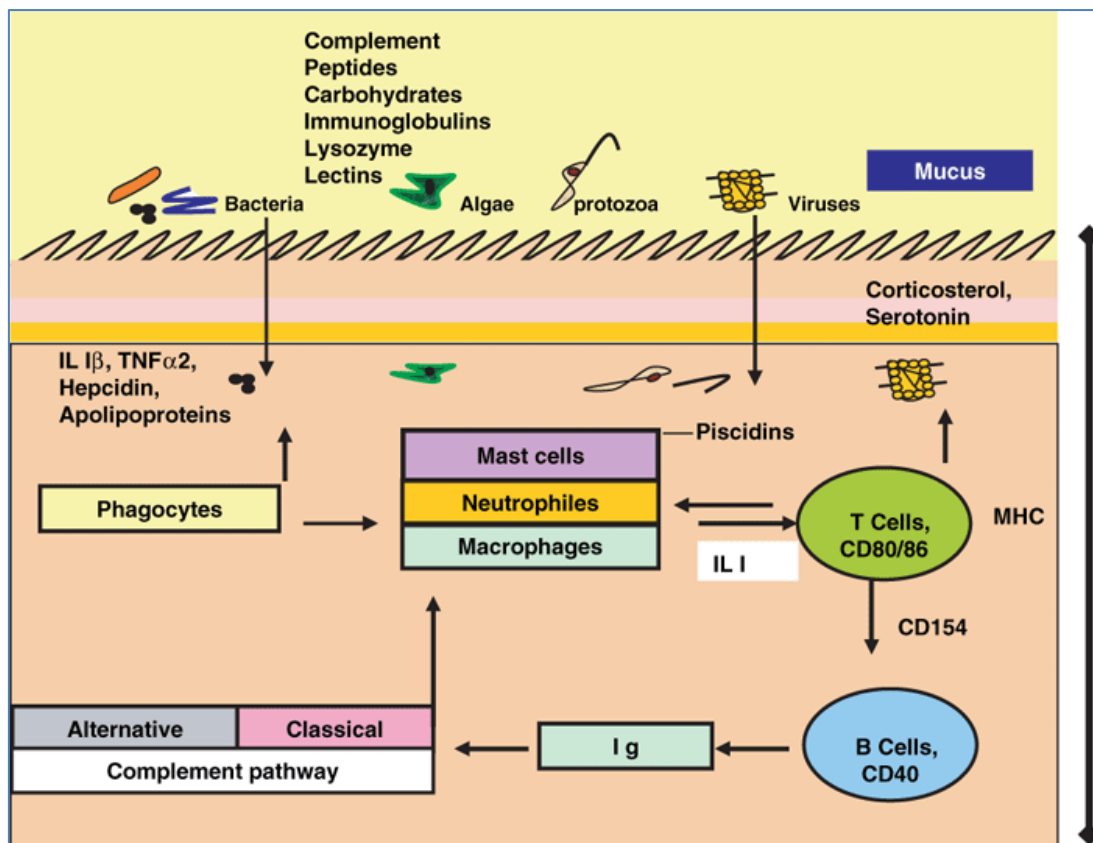 Complement
Peptides
Carbohydrates
Immunoglobulins
Lysozyme
Lectins
Mucus
Bacteria
Algae
protozoa
Viruses
Corticosterol,
Serotonin
IL Iβ, TNFα2,
Hepcidin,
Apolipoproteins
Piscidins
Mast cells
Phagocytes
Neutrophiles
Macrophages
T Cells,
CD80/86
MHC
IL I
CD154
Alternative
Classical
Complement pathway
I g
B Cells,
CD40